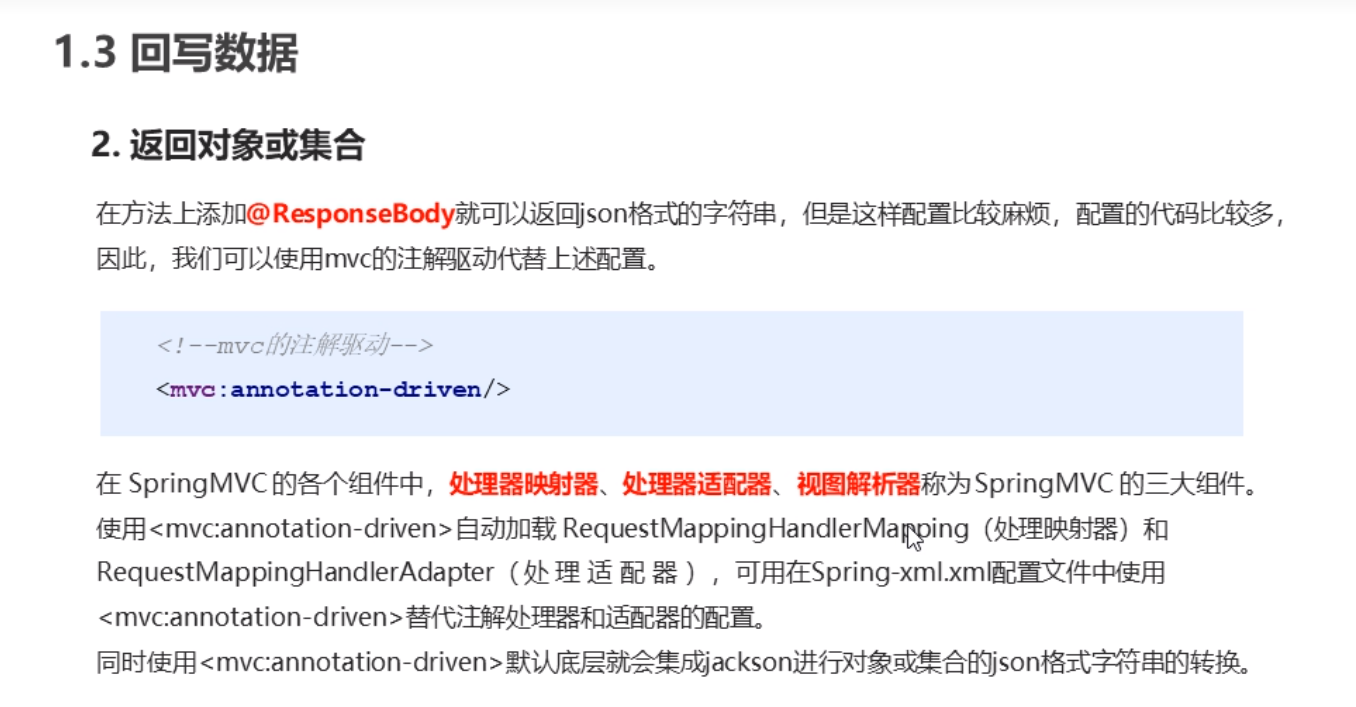 1.3 回写数据
2. 返回对象或集合
在方法上添加@ResponseBody就可以返回json格式的字符串，但是这样配置比较麻烦，配置的代码比较多，
因此，我们可以使用mvc的注解驱动代替上述配置。
<!--mvc的注解驱动-->
<mvc:annotation-driven/>
在 SpringMVC 的各个组件中，处理器映射器、处理器适配器、视图解析器称为 SpringMVC 的三大组件。
使用<mvc:annotation-driven>自动加载 RequestMappingHandlerMapping（处理映射器）和
RequestMappingHandlerAdapter（处 理 适 配 器 ），可用在Spring-xml.xml配置文件中使用
<mvc:annotation-driven>替代注解处理器和适配器的配置。
同时使用<mvc:annotation-driven>默认底层就会集成jackson进行对象或集合的json格式字符串的转换。